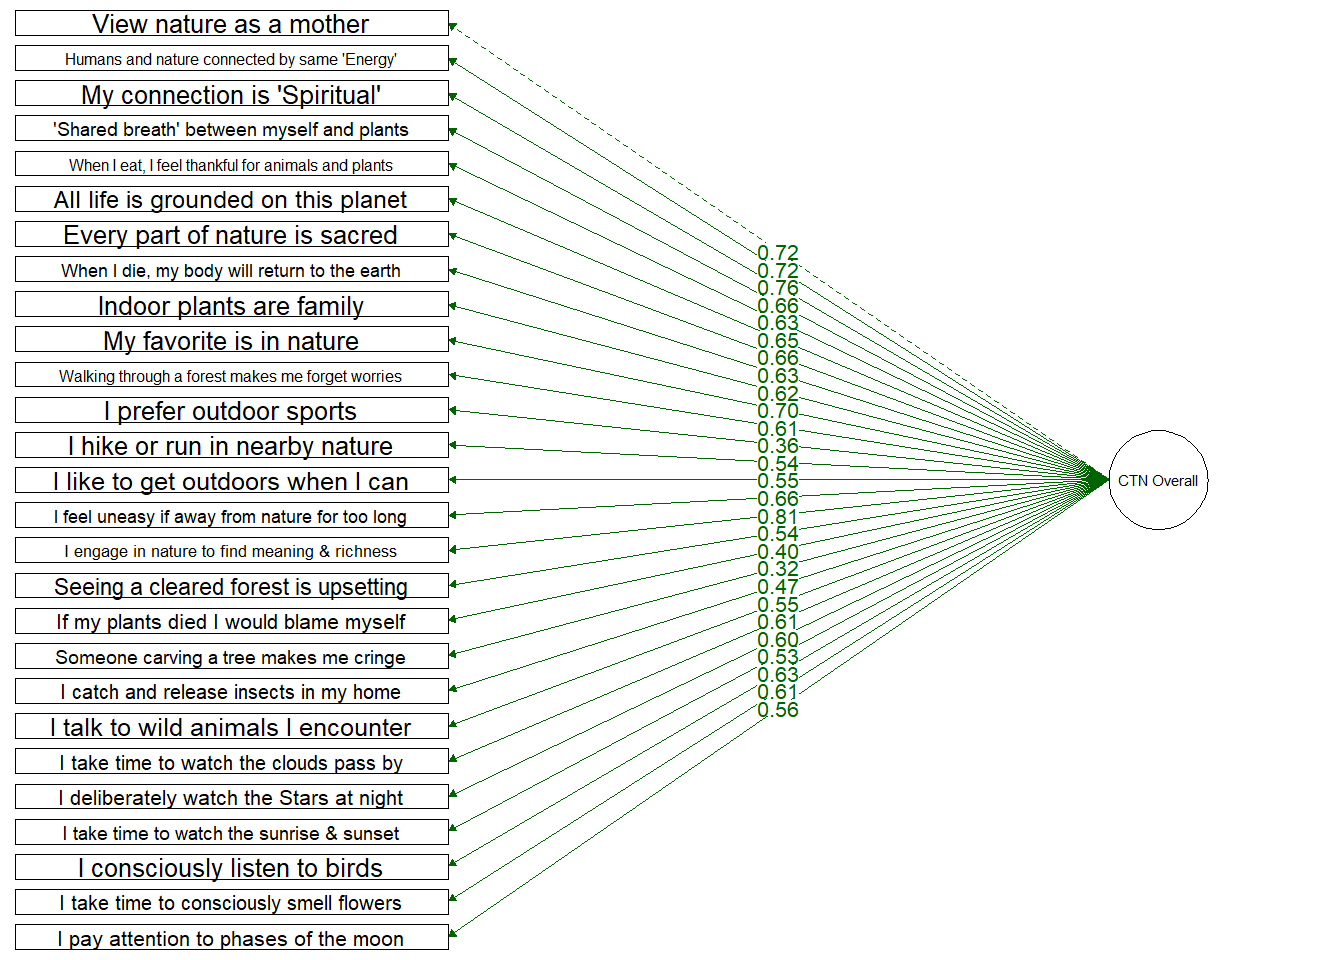 View nature as a mother
Humans and nature connected by same 'Energy'
My connection is 'Spiritual'
'Shared breath' between myself and plants
When I eat, I feel thankful for animals and plants
All life is grounded on this planet
Every part of nature is sacred
When I die, my body will return to the earth
Indoor plants are family
My favorite is in nature
Walking through a forest makes me forget worries
I prefer outdoor sports
I hike or run in nearby nature
I like to get outdoors when I can
I feel uneasy if away from nature for too long
I engage in nature to find meaning & richness
Seeing a cleared forest is upsetting
If my plants died I would blame myself
Someone carving a tree makes me cringe
I catch and release insects in my home
I talk to wild animals I encounter
I take time to watch the clouds pass by
I deliberately watch the Stars at night
I take time to watch the sunrise & sunset
I consciously listen to birds
I take time to consciously smell flowers
I pay attention to phases of the moon
0.72
0.72
0.76
0.66
0.63
0.65
0.66
0.63
0.62
0.70
0.61
0.36
0.54
0.55
0.66
0.81
0.54
0.40
0.32
0.47
0.55
0.61
0.60
0.53
0.63
0.61
0.56
CTN Overall